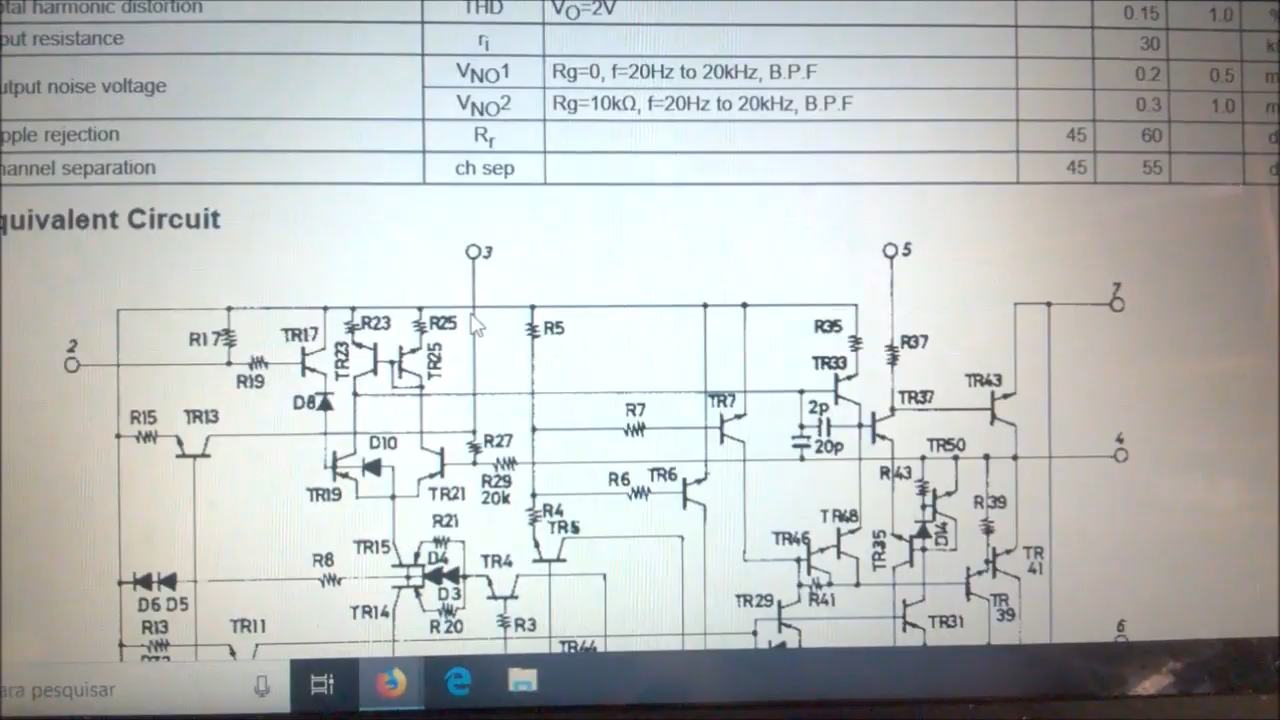 tal harmonic distortion THD VO=2V 0.15 1.0
put resistance ri 30 k
utput noise voltage VNO1 Rg=0, f=20Hz to 20kHz, B.P.F 0.2 0.5 m
VNO2 Rg=10kΩ, f=20Hz to 20kHz, B.P.F 0.3 1.0 m
pple rejection Rr 45 60 d
hannel separation ch sep 45 55 d
quivalent Circuit
3 5
7
R17 TR17 R23 R25 R5 R35 R37
2 TR23 TR25 TR33
R19 TR43
D8 TR37
R15 TR13 R7 TR7 2p
D10 R27 20p TR50
4
R29 R6 TR6 R43
TR19 TR21 20k R39
R21 R4 TR5 TR48
TR15 D4 TR46 TR35 D14
R8 TR4 TR
D3 41
D6 D5 TR14 R41 TR
R13 TR11 R20 R3 TR29 TR31 39
6
TR44
ara pesquisar